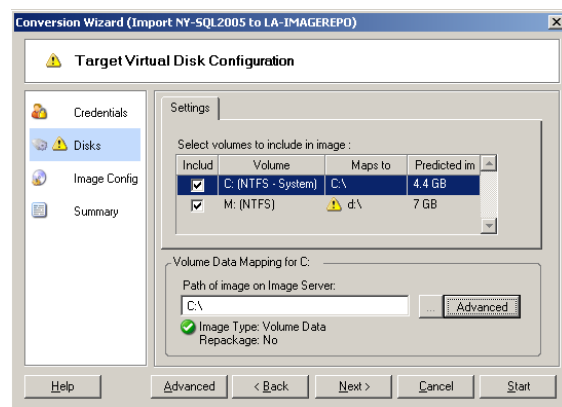 Conversion Wizard (Import NY-SQL2005 to LA-IMAGEREPO)
Target Virtual Disk Configuration
Credentials
Disks
Image Config
Summary
Settings
Select volumes to include in image :
Includ Volume Maps to Predicted im
C: (NTFS - System) C:\ 4.4 GB
M: (NTFS) d:\ 7 GB
Volume Data Mapping for C:
Path of image on Image Server:
C:\ ... Advanced
Image Type: Volume Data
Repackage: No
Help Advanced < Back Next > Cancel Start